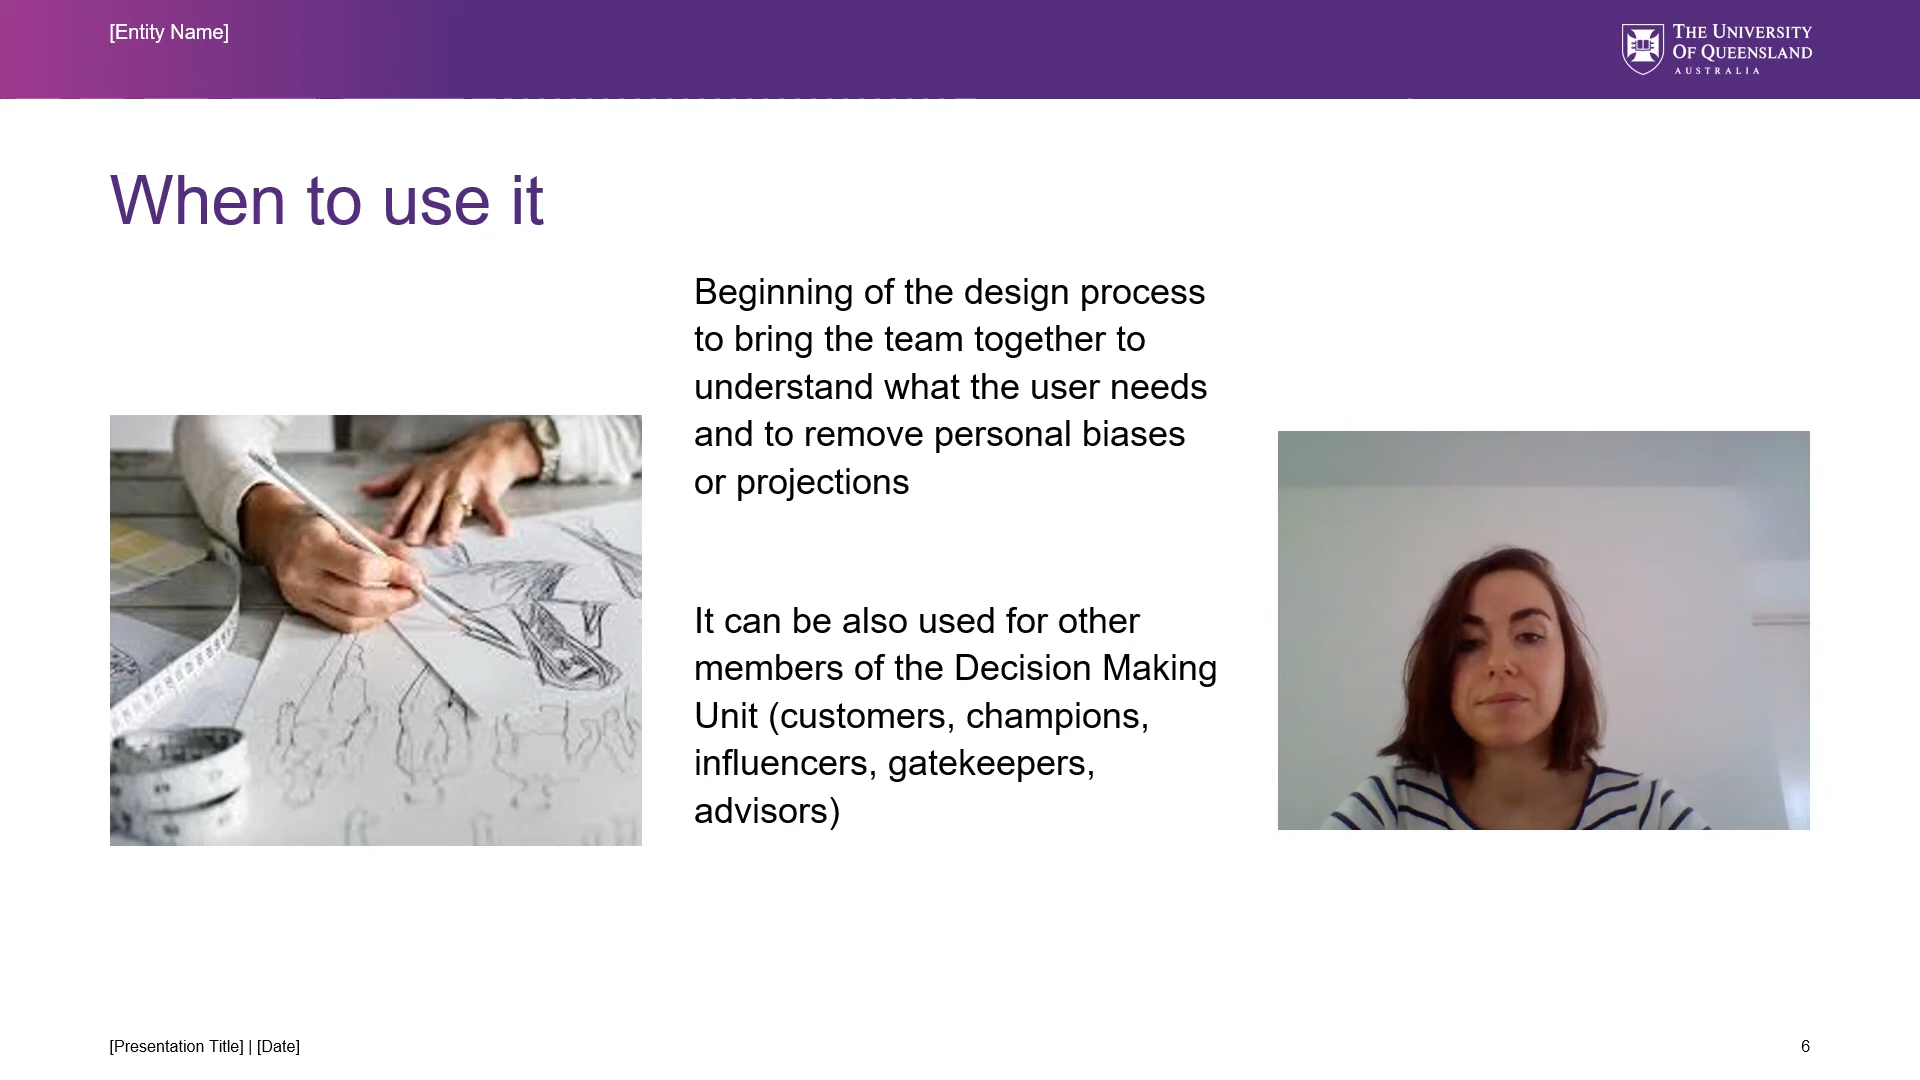 [Entity Name]
THE UNIVERSITY
OF QUEENSLAND
AUSTRALIA
When to use it
Beginning of the design process
to bring the team together to
understand what the user needs
and to remove personal biases
or projections
It can be also used for other
members of the Decision Making
Unit (customers, champions,
influencers, gatekeepers,
advisors)
[Presentation Title] | [Date]
6